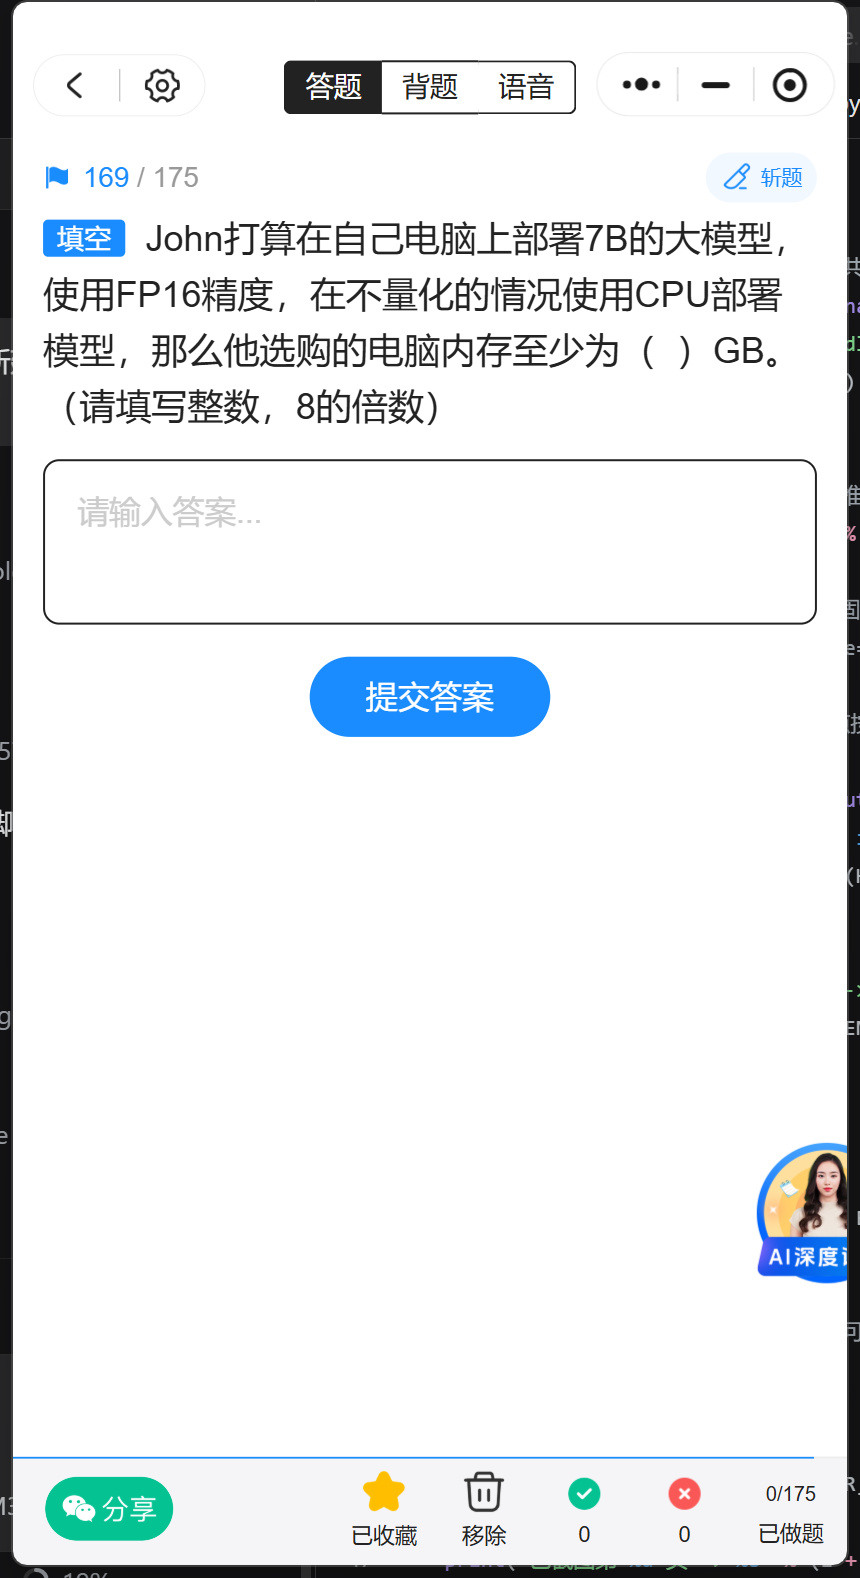 答题 背题 语音
169 / 175
斩题
填空 John打算在自己电脑上部署7B的大模型，
使用FP16精度，在不量化的情况使用CPU部署
模型，那么他选购的电脑内存至少为（ ）GB。
（请填写整数，8的倍数）
请输入答案...
提交答案
AI深度
分享
已收藏
移除
0
0
0/175
已做题